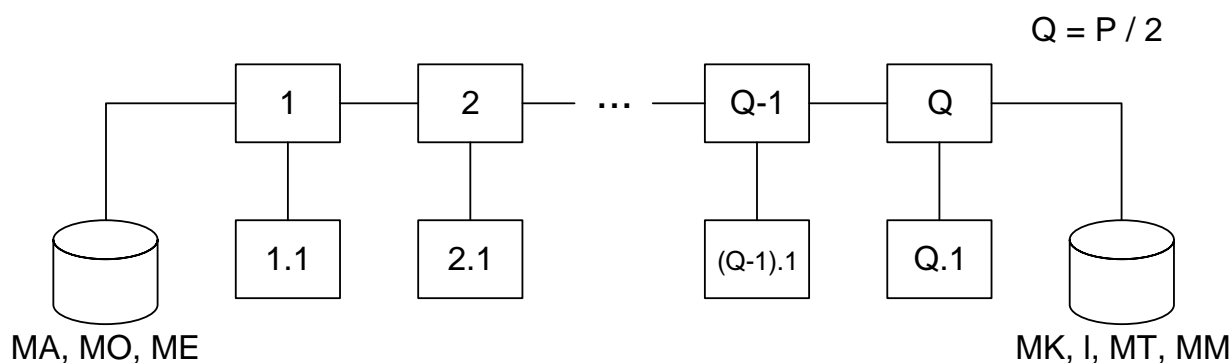 Q = P / 2
1 2 ... Q-1 Q
1.1 2.1 (Q-1).1 Q.1
MA, MO, ME MK, I, MT, MM